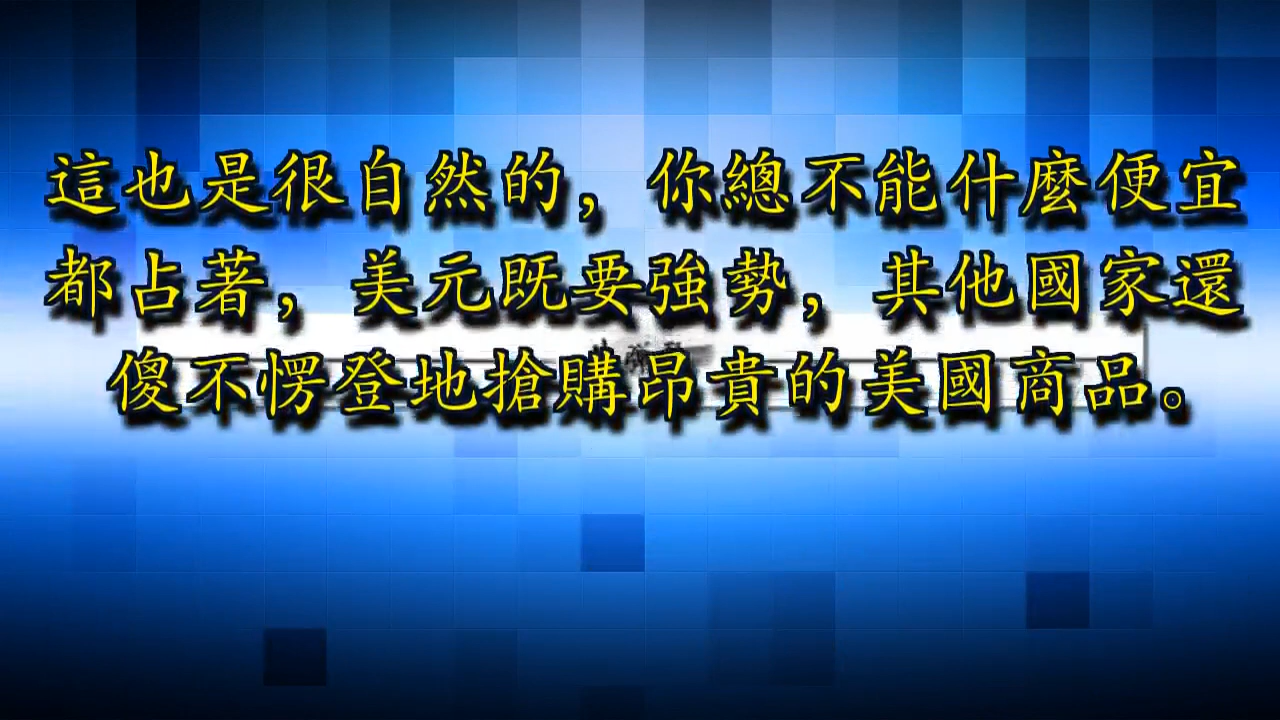 這也是很自然的，你總不能什麼便宜
都占著，美元既要強勢，其他國家還
傻不愣登地搶購昂貴的美國商品。